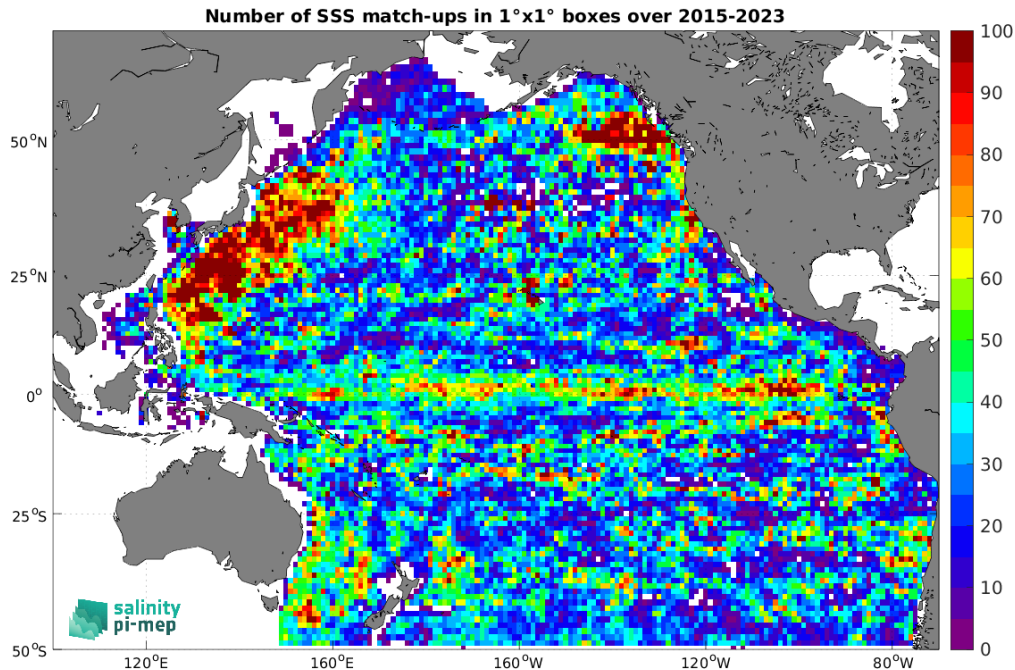 Number of SSS match-ups in 1°x1° boxes over 2015-2023
100
90
80
70
60
50
40
30
20
10
0
50°N
25°N
0°
25°S
50°S
120°E
160°E
160°W
120°W
80°W
salinity
pi-mep